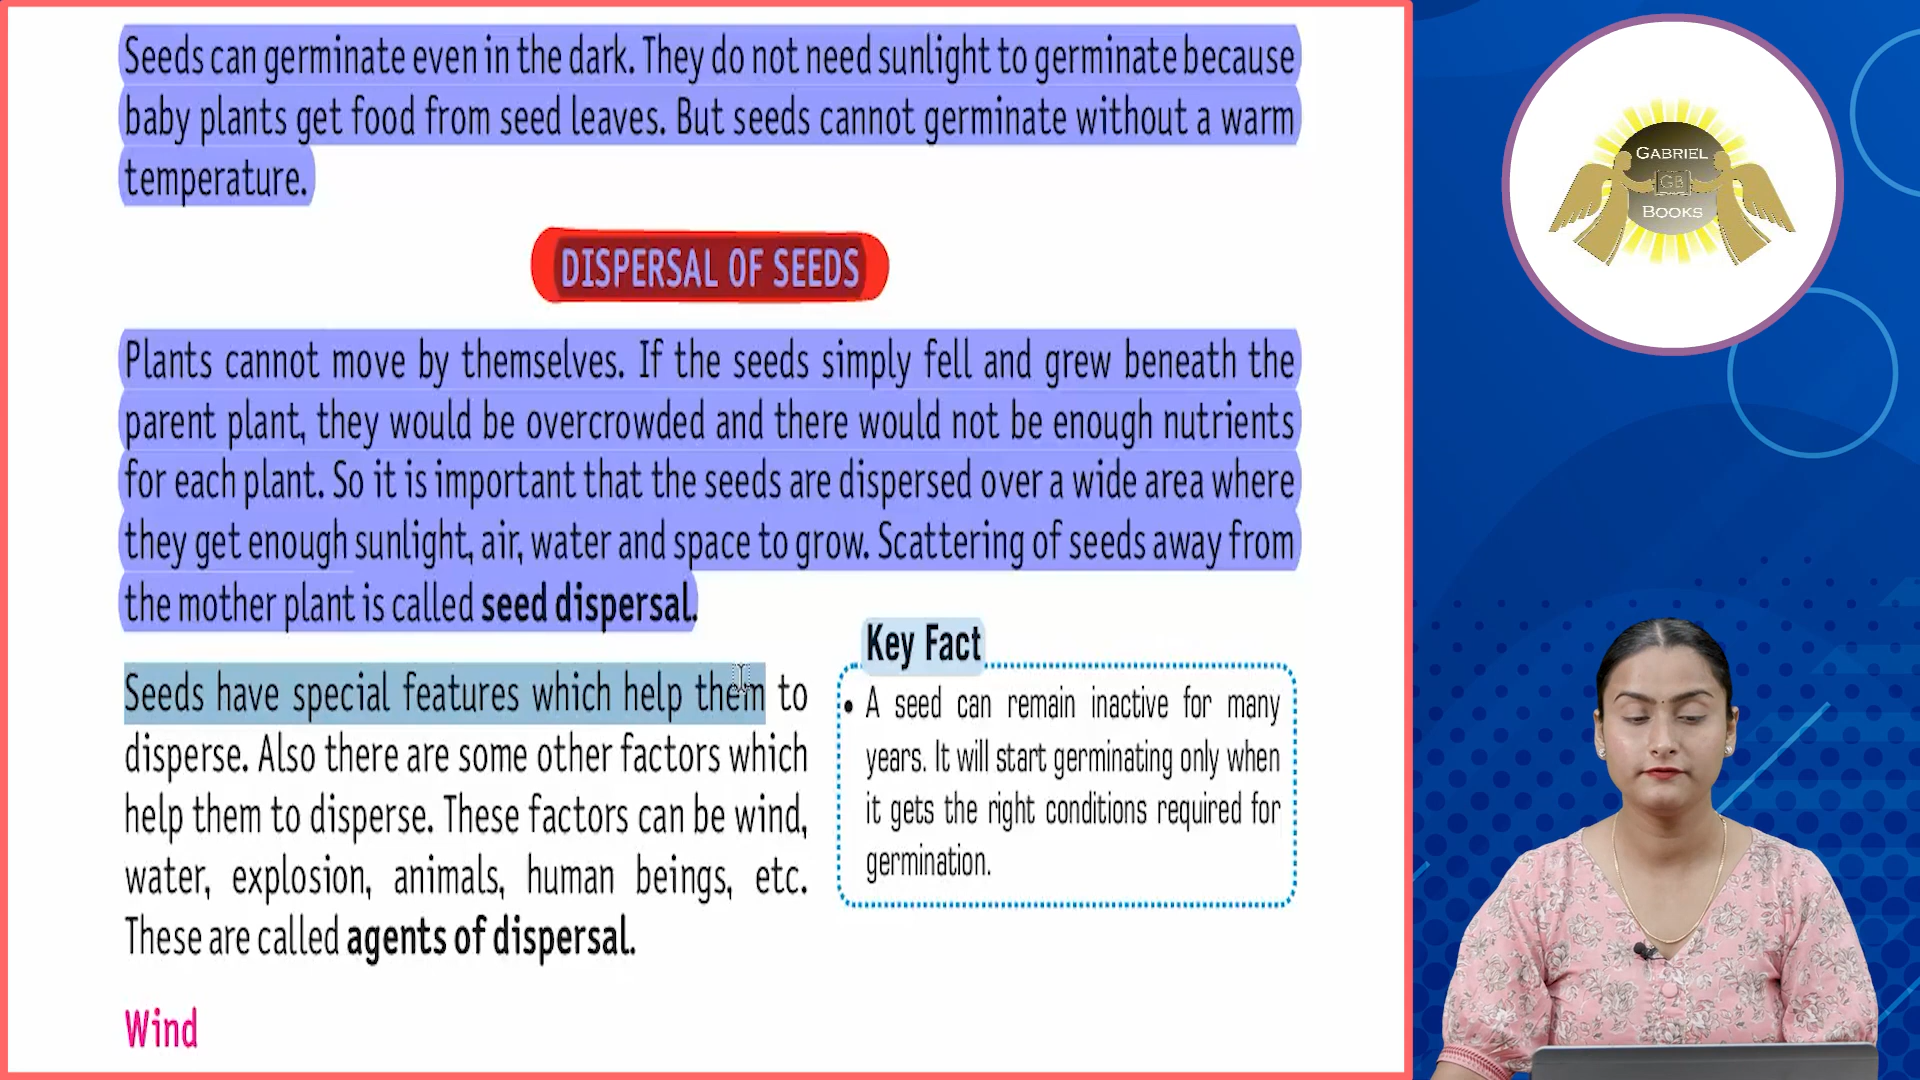 Seeds can germinate even in the dark. They do not need sunlight to germinate because
baby plants get food from seed leaves. But seeds cannot germinate without a warm
temperature.
DISPERSAL OF SEEDS
Plants cannot move by themselves. If the seeds simply fell and grew beneath the
parent plant, they would be overcrowded and there would not be enough nutrients
for each plant. So it is important that the seeds are dispersed over a wide area where
they get enough sunlight, air, water and space to grow. Scattering of seeds away from
the mother plant is called seed dispersal.
Seeds have special features which help them to
disperse. Also there are some other factors which
help them to disperse. These factors can be wind,
water, explosion, animals, human beings, etc.
These are called agents of dispersal.
Key Fact
• A seed can remain inactive for many
years. It will start germinating only when
it gets the right conditions required for
germination.
Wind
GABRIEL
GB
BOOKS